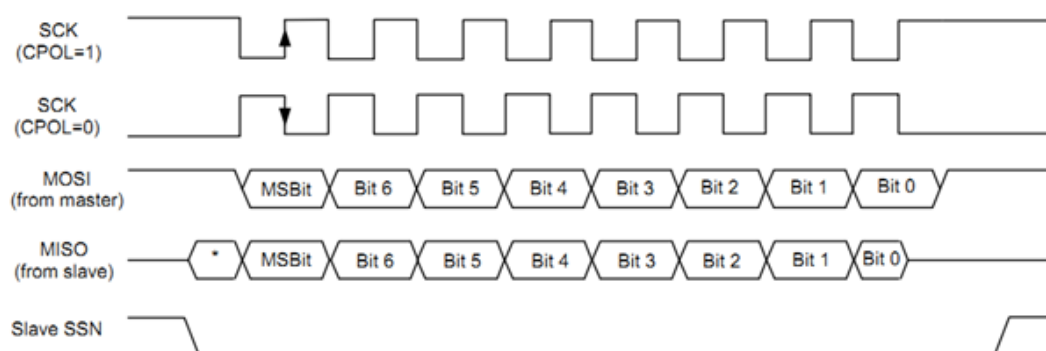 SCK
(CPOL=1)
SCK
(CPOL=0)
MOSI
(from master)
MSBit Bit 6 Bit 5 Bit 4 Bit 3 Bit 2 Bit 1 Bit 0
MISO
(from slave)
* MSBit Bit 6 Bit 5 Bit 4 Bit 3 Bit 2 Bit 1 Bit 0
Slave SSN